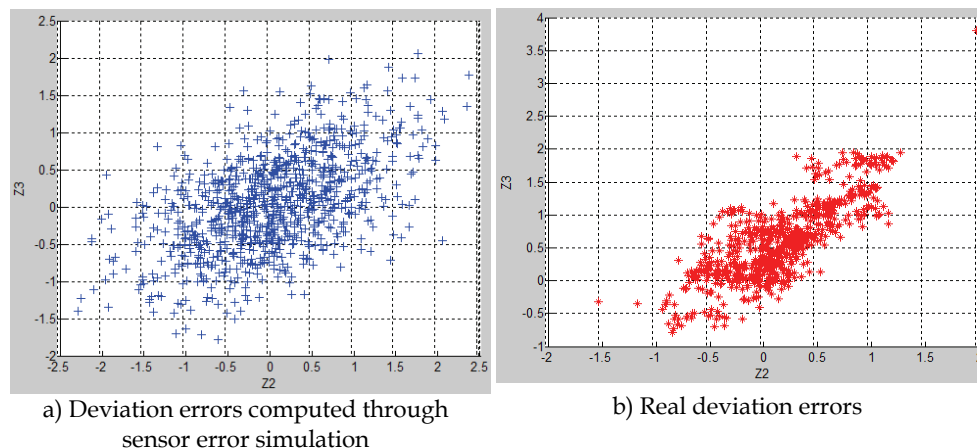 2.5
2
1.5
1
0.5
0
-0.5
-1
-1.5
-2
Z3
-2.5 -2 -1.5 -1 -0.5 0 0.5 1 1.5 2 2.5
Z2
a) Deviation errors computed through
sensor error simulation
4
3.5
3
2.5
2
1.5
1
0.5
0
-0.5
-1
Z3
-2 -1.5 -1 -0.5 0 0.5 1 1.5
Z2
b) Real deviation errors